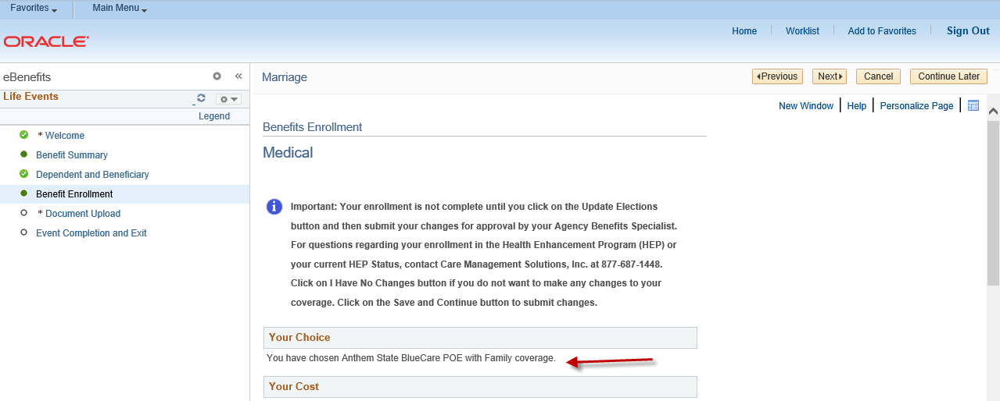 Favorites Main Menu
ORACLE
Home Worklist Add to Favorites Sign Out
eBenefits
Life Events
Legend
* Welcome
Benefit Summary
Dependent and Beneficiary
Benefit Enrollment
* Document Upload
Event Completion and Exit
Marriage
Previous Next Cancel Continue Later
New Window Help Personalize Page
Benefits Enrollment
Medical
Important: Your enrollment is not complete until you click on the Update Elections
button and then submit your changes for approval by your Agency Benefits Specialist.
For questions regarding your enrollment in the Health Enhancement Program (HEP) or
your current HEP Status, contact Care Management Solutions, Inc. at 877-687-1448.
Click on I Have No Changes button if you do not want to make any changes to your
coverage. Click on the Save and Continue button to submit changes.
Your Choice
You have chosen Anthem State BlueCare POE with Family coverage.
Your Cost